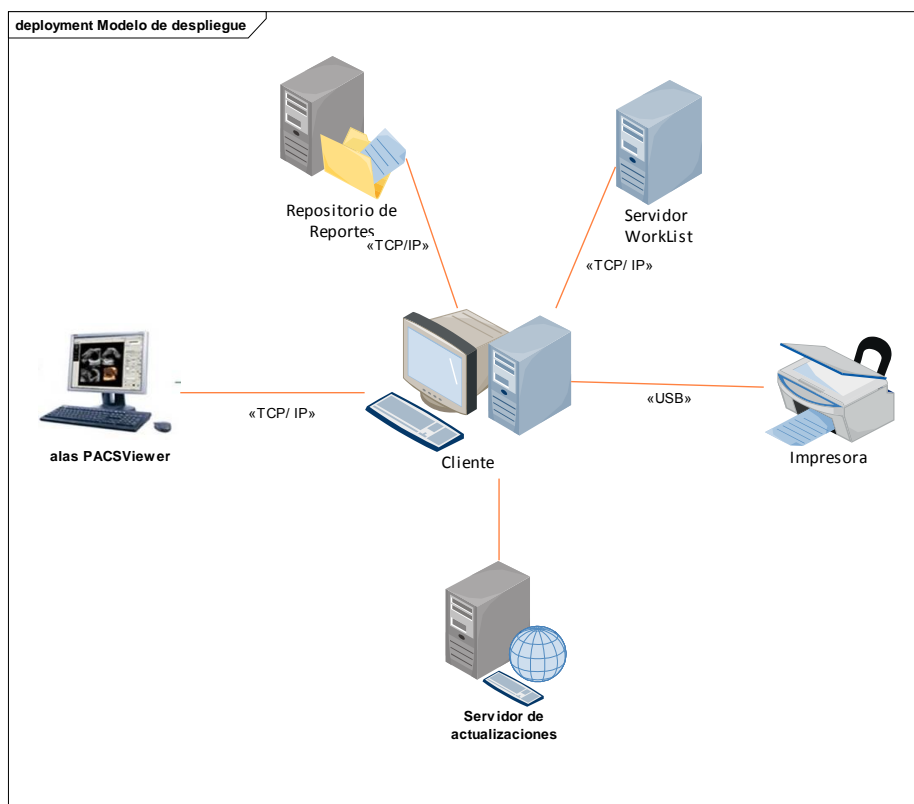 deployment Modelo de despliegue
Repositorio de
Reportes
«TCP/IP»
Servidor
WorkList
«TCP/ IP»
«TCP/ IP»
alas PACSViewer
Cliente
«USB»
Impresora
Servidor de
actualizaciones